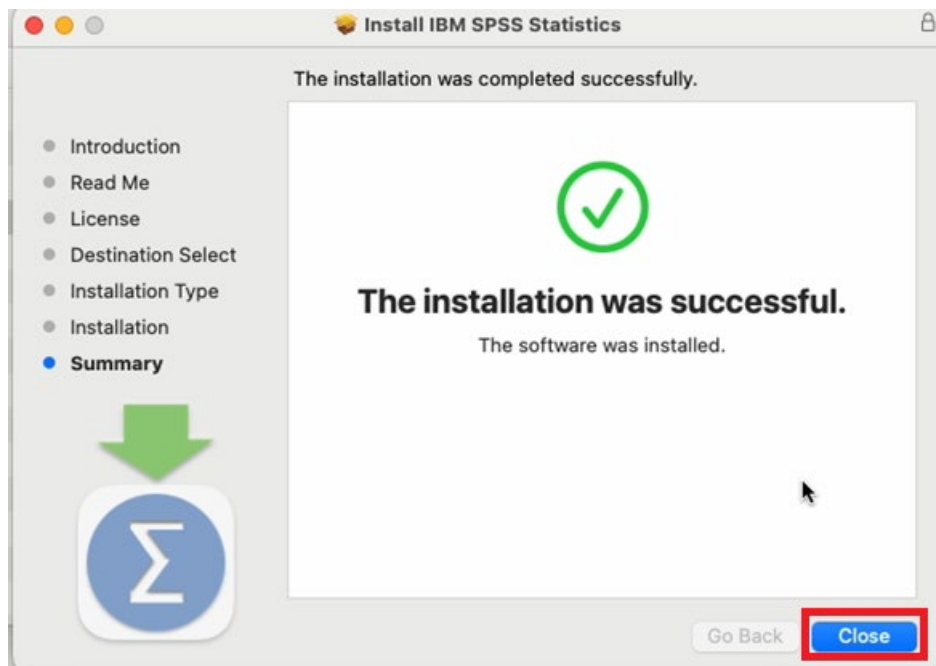 Install IBM SPSS Statistics
The installation was completed successfully.
Introduction
Read Me
License
Destination Select
Installation Type
Installation
Summary
The installation was successful.
The software was installed.
Σ
Go Back
Close